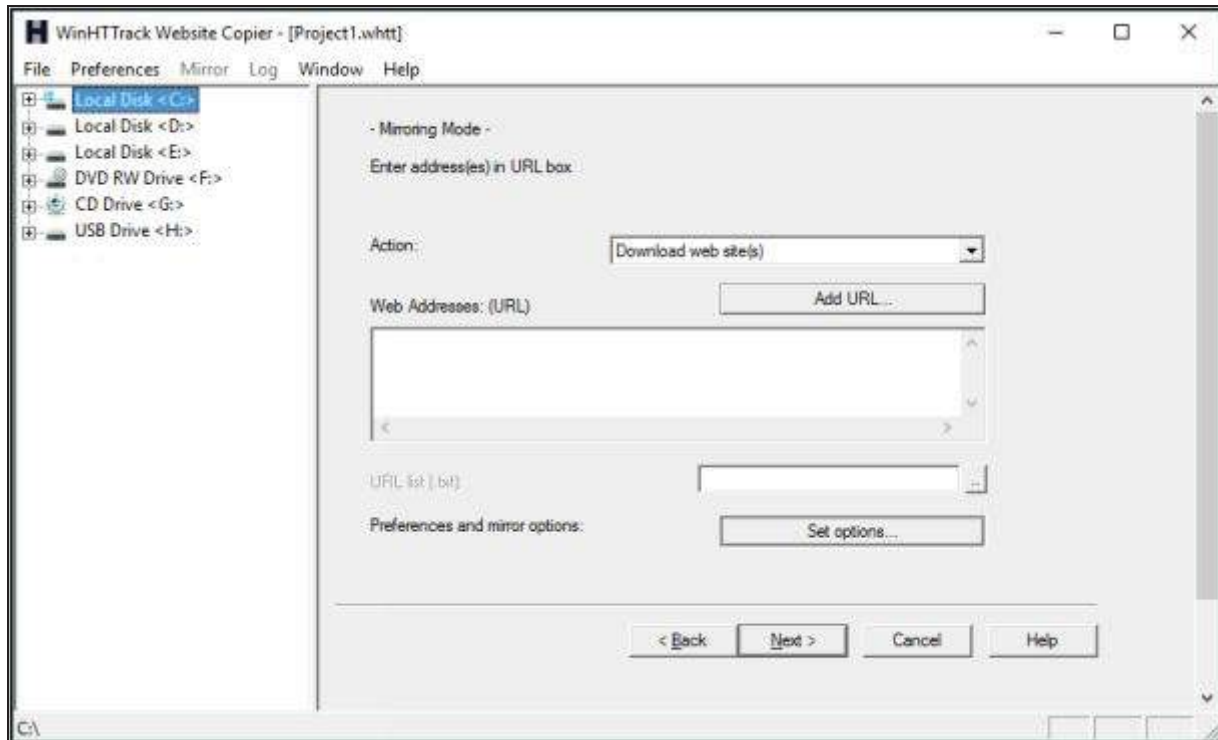 WinHTTrack Website Copier - [Project1.whtt]
File Preferences Mirror Log Window Help
Local Disk <C:>
Local Disk <D:>
Local Disk <E:>
DVD RW Drive <F:>
CD Drive <G:>
USB Drive <H:>
- Mirroring Mode -
Enter address(es) in URL box
Action: Download web site(s)
Web Addresses: (URL) Add URL...
URL list (.txt) ..
Preferences and mirror options: Set options...
< Back Next > Cancel Help
C:\